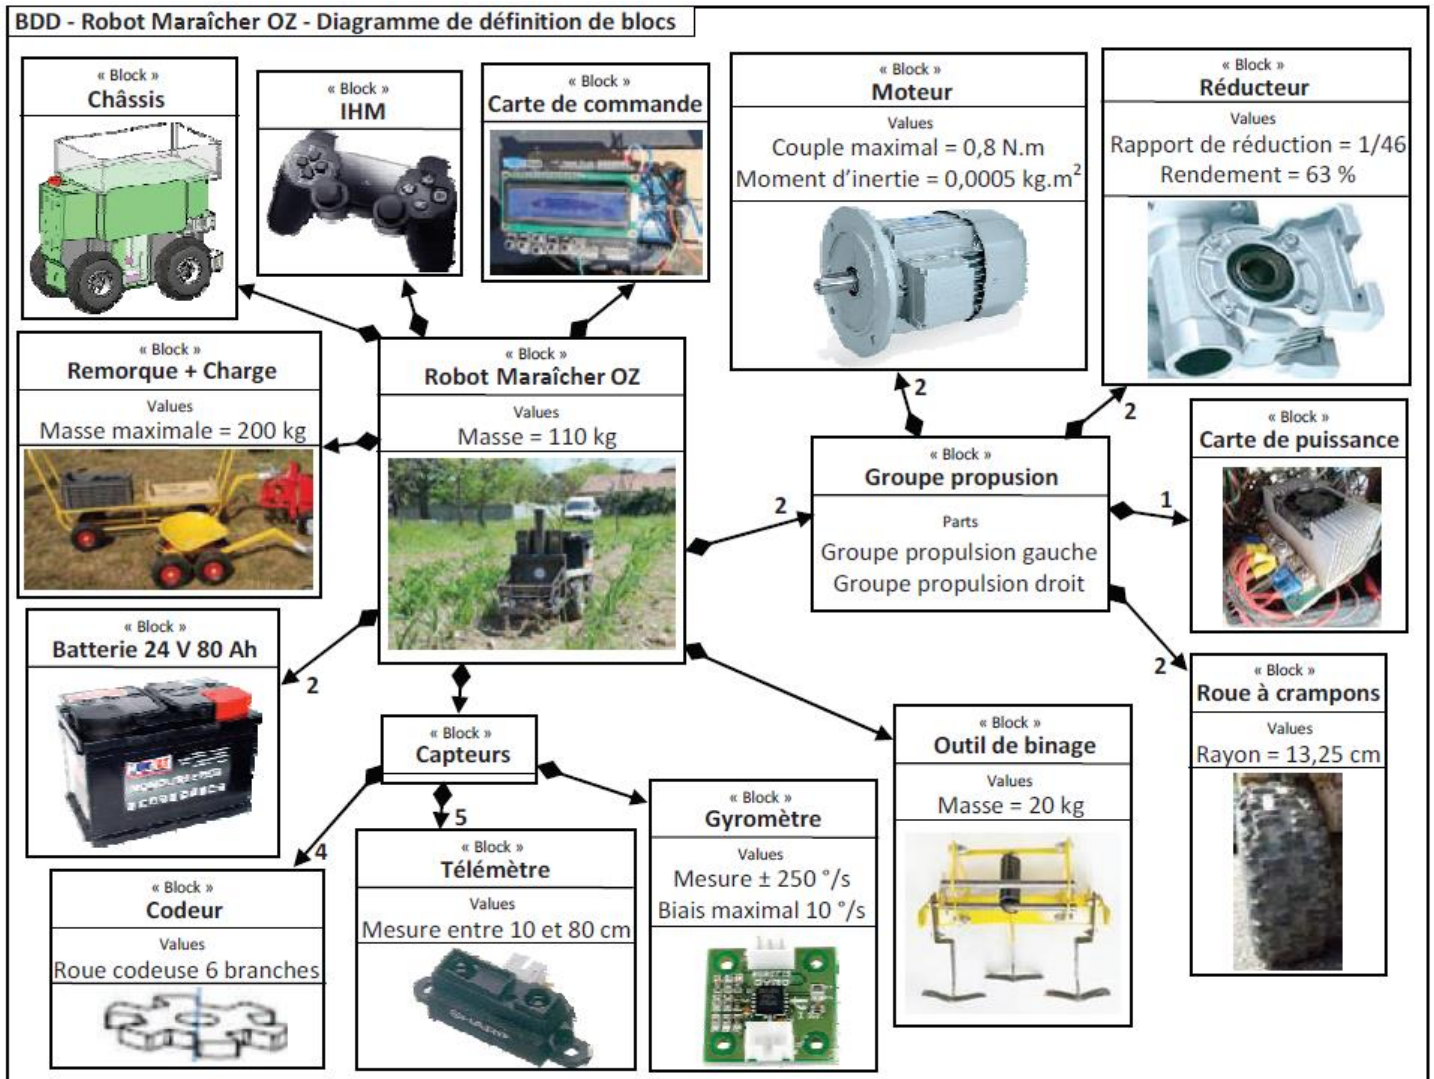 BDD - Robot Maraîcher OZ - Diagramme de définition de blocs
« Block »
Châssis
« Block »
IHM
« Block »
Carte de commande
« Block »
Moteur
Values
Couple maximal = 0,8 N.m
Moment d'inertie = 0,0005 kg.m²
« Block »
Réducteur
Values
Rapport de réduction = 1/46
Rendement = 63 %
« Block »
Remorque + Charge
Values
Masse maximale = 200 kg
« Block »
Robot Maraîcher OZ
Values
Masse = 110 kg
2
2
2
« Block »
Groupe propusion
Parts
Groupe propulsion gauche
Groupe propulsion droit
1
« Block »
Carte de puissance
2
« Block »
Roue à crampons
Values
Rayon = 13,25 cm
« Block »
Batterie 24 V 80 Ah
2
« Block »
Capteurs
4
5
« Block »
Codeur
Values
Roue codeuse 6 branches
« Block »
Télémètre
Values
Mesure entre 10 et 80 cm
SHARP
« Block »
Gyromètre
Values
Mesure ± 250 °/s
Biais maximal 10 °/s
« Block »
Outil de binage
Values
Masse = 20 kg